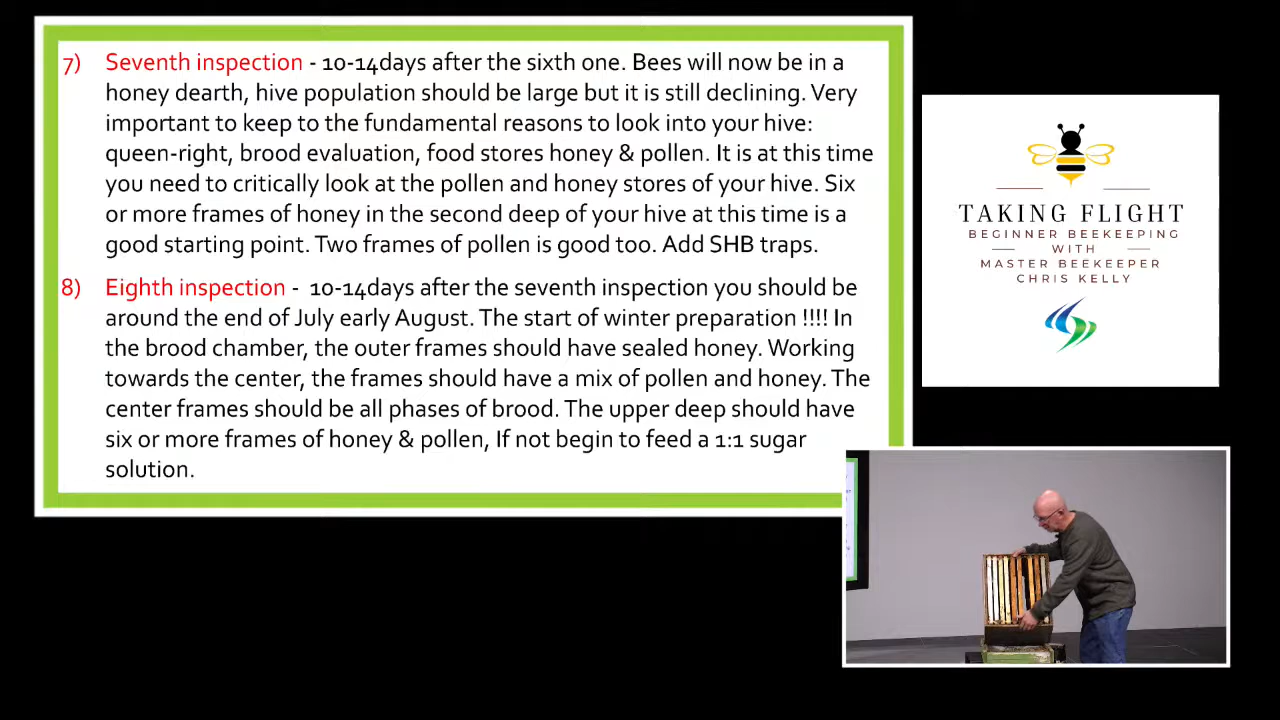 7) Seventh inspection - 10-14days after the sixth one. Bees will now be in a
honey dearth, hive population should be large but it is still declining. Very
important to keep to the fundamental reasons to look into your hive:
queen-right, brood evaluation, food stores honey & pollen. It is at this time
you need to critically look at the pollen and honey stores of your hive. Six
or more frames of honey in the second deep of your hive at this time is a
good starting point. Two frames of pollen is good too. Add SHB traps.
8) Eighth inspection - 10-14days after the seventh inspection you should be
around the end of July early August. The start of winter preparation !!!! In
the brood chamber, the outer frames should have sealed honey. Working
towards the center, the frames should have a mix of pollen and honey. The
center frames should be all phases of brood. The upper deep should have
six or more frames of honey & pollen, If not begin to feed a 1:1 sugar
solution.
TAKING FLIGHT
BEGINNER BEEKEEPING
WITH
MASTER BEEKEEPER
CHRIS KELLY